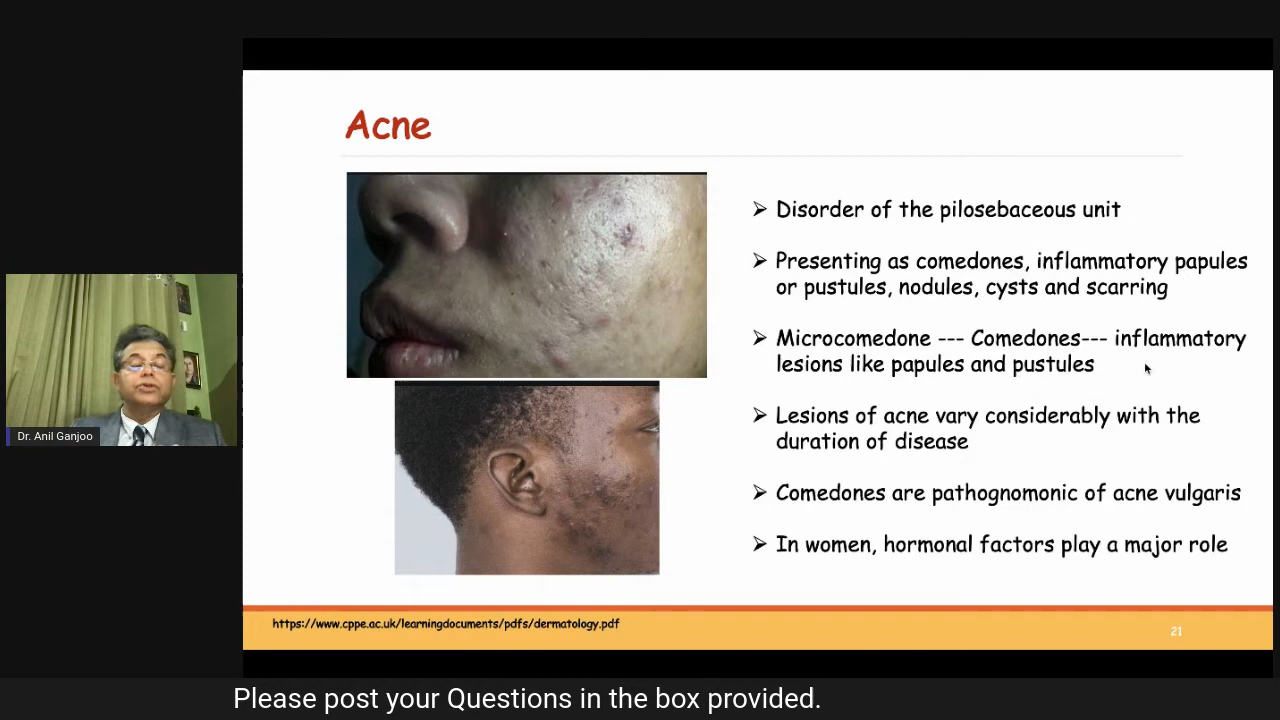 Acne
➢ Disorder of the pilosebaceous unit
➢ Presenting as comedones, inflammatory papules
or pustules, nodules, cysts and scarring
➢ Microcomedone --- Comedones--- inflammatory
lesions like papules and pustules
➢ Lesions of acne vary considerably with the
duration of disease
➢ Comedones are pathognomonic of acne vulgaris
➢ In women, hormonal factors play a major role
Dr. Anil Ganjoo
https://www.cppe.ac.uk/learningdocuments/pdfs/dermatology.pdf
21
Please post your Questions in the box provided.